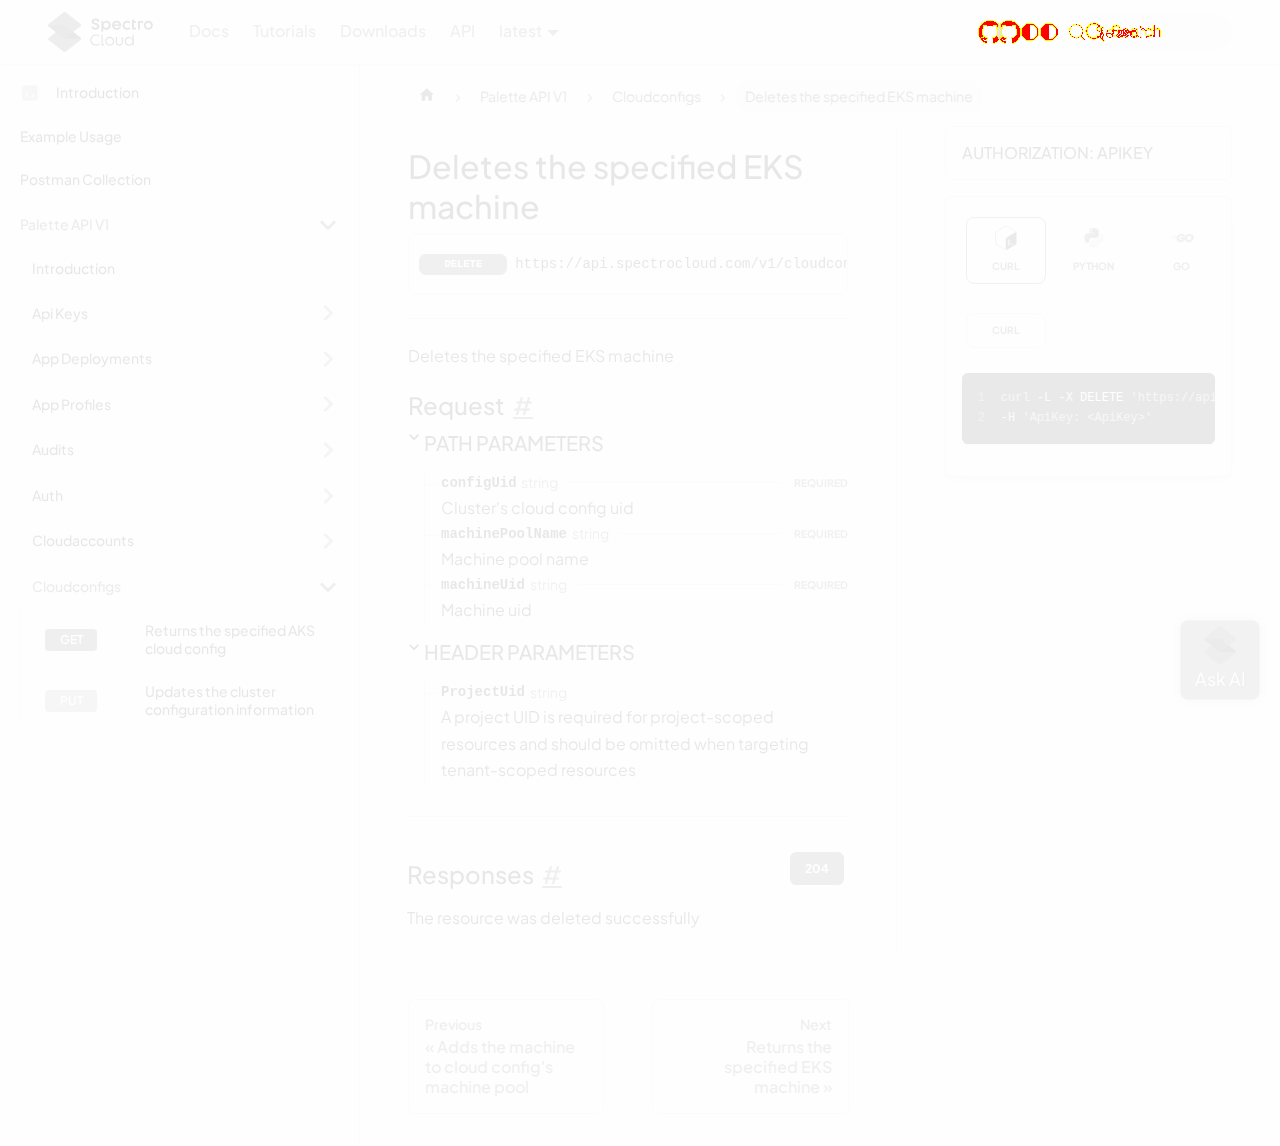 Spectro
Cloud
Docs
Tutorials
Downloads
API
latest
Introduction
Example Usage
Postman Collection
Palette API V1
Introduction
Api Keys
App Deployments
App Profiles
Audits
Auth
Cloudaccounts
Cloudconfigs
GET
Returns the specified AKS
cloud config
PUT
Updates the cluster
configuration information
Palette API V1
Cloudconfigs
Deletes the specified EKS machine
Deletes the specified EKS
machine
DELETE https://api.spectrocloud.com/v1/cloudcon
Deletes the specified EKS machine
Request #
PATH PARAMETERS
configUid string REQUIRED
Cluster's cloud config uid
machinePoolName string REQUIRED
Machine pool name
machineUid string REQUIRED
Machine uid
HEADER PARAMETERS
ProjectUid string
A project UID is required for project-scoped
resources and should be omitted when targeting
tenant-scoped resources
Responses #
204
The resource was deleted successfully
Previous
« Adds the machine
to cloud config's
machine pool
Next
Returns the
specified EKS
machine »
AUTHORIZATION: APIKEY
CURL
PYTHON
GO
CURL
1 curl -L -X DELETE 'https://api
2 -H 'ApiKey: <ApiKey>'
Ask AI